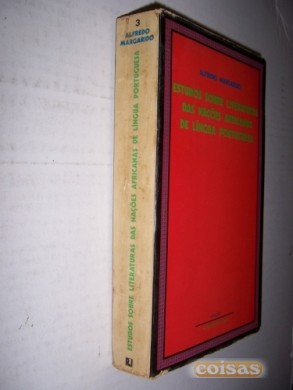 3
ALFREDO
MARGARIDO
ESTUDOS SOBRE LITERATURAS DAS NAÇÕES AFRICANAS DE LÍNGUA PORTUGUESA
ALFREDO MARGARIDO
ESTUDOS SOBRE LITERATURAS
DAS NAÇÕES AFRICANAS
DE LÍNGUA PORTUGUESA
coisas